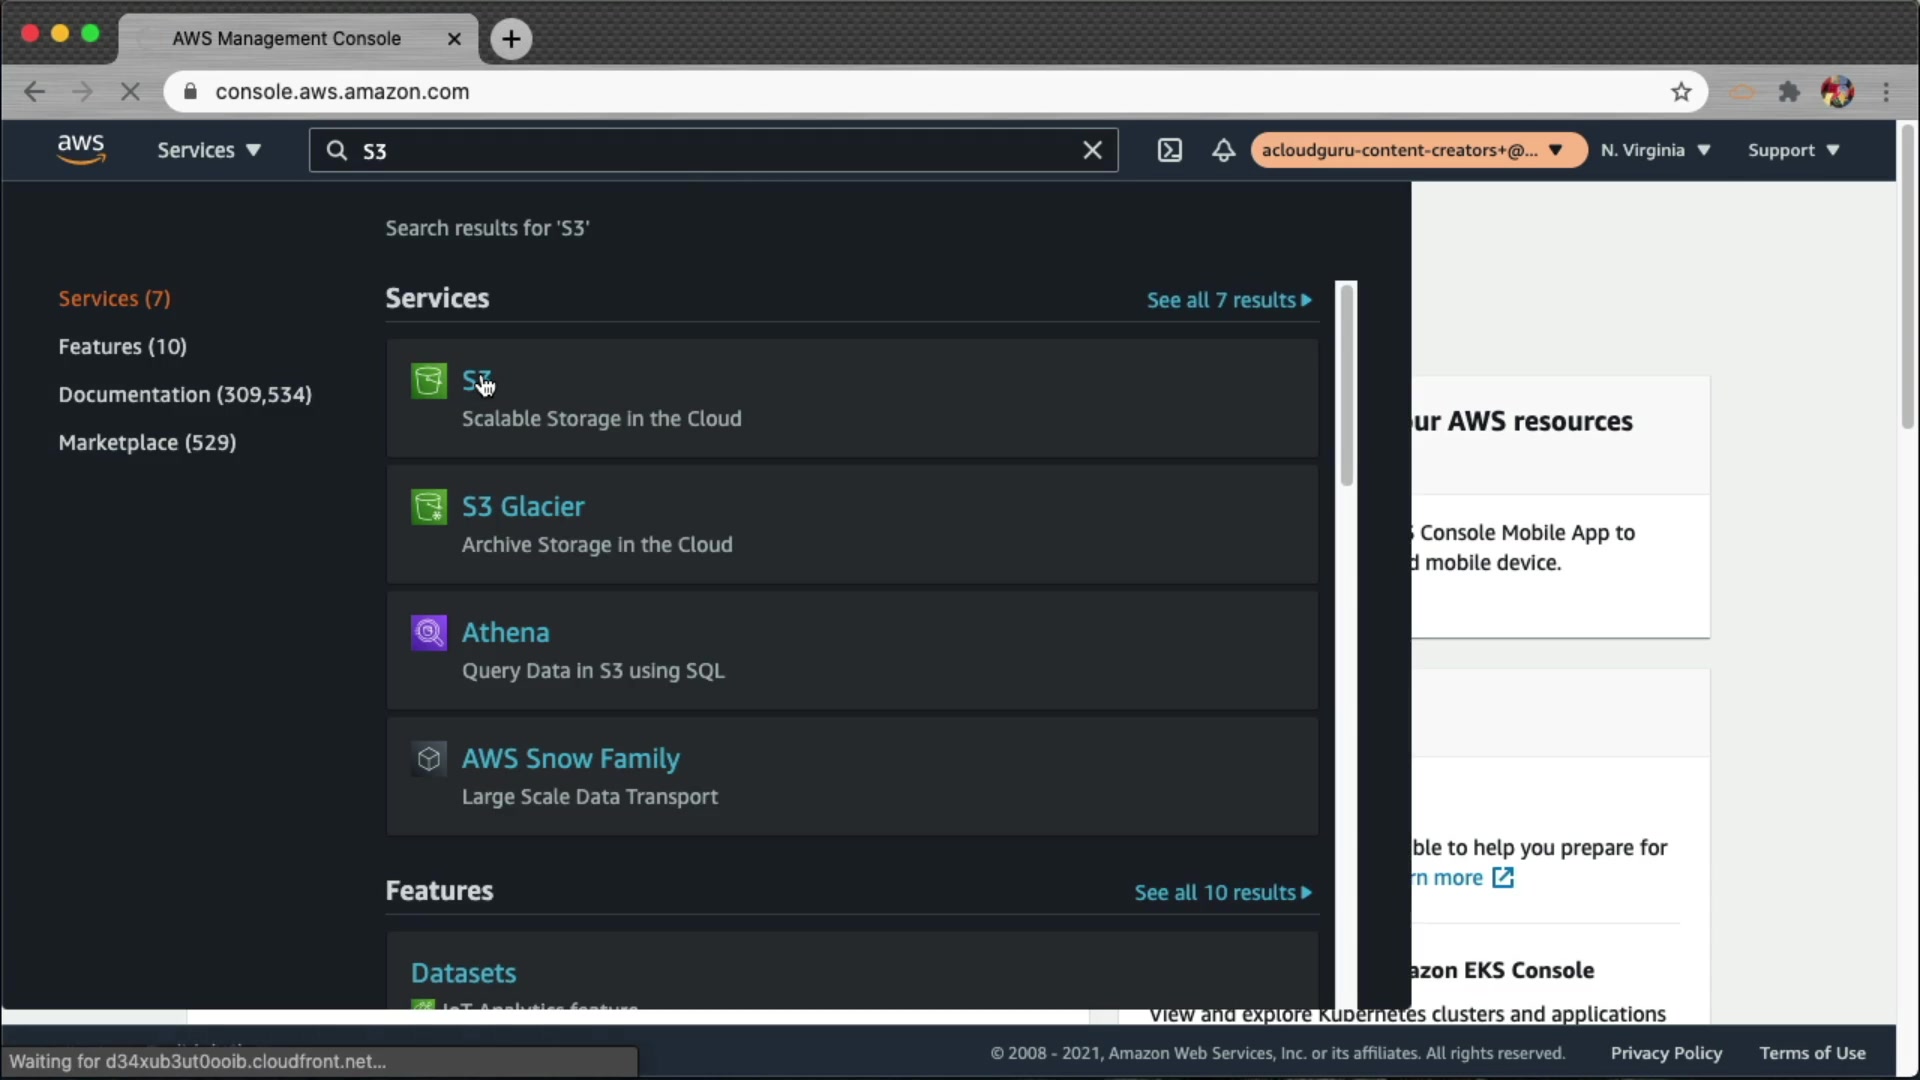 AWS Management Console
console.aws.amazon.com
aws
Services
S3
acloudguru-content-creators+@...
N. Virginia
Support
Search results for 'S3'
Services (7)
Features (10)
Documentation (309,534)
Marketplace (529)
Services
See all 7 results
S3
Scalable Storage in the Cloud
S3 Glacier
Archive Storage in the Cloud
Athena
Query Data in S3 using SQL
AWS Snow Family
Large Scale Data Transport
Features
See all 10 results
Datasets
IoT Analytics feature
ur AWS resources
Console Mobile App to
d mobile device.
ble to help you prepare for
rn more
azon EKS Console
View and explore Kubernetes clusters and applications
Waiting for d34xub3ut0ooib.cloudfront.net...
© 2008 - 2021, Amazon Web Services, Inc. or its affiliates. All rights reserved.
Privacy Policy
Terms of Use